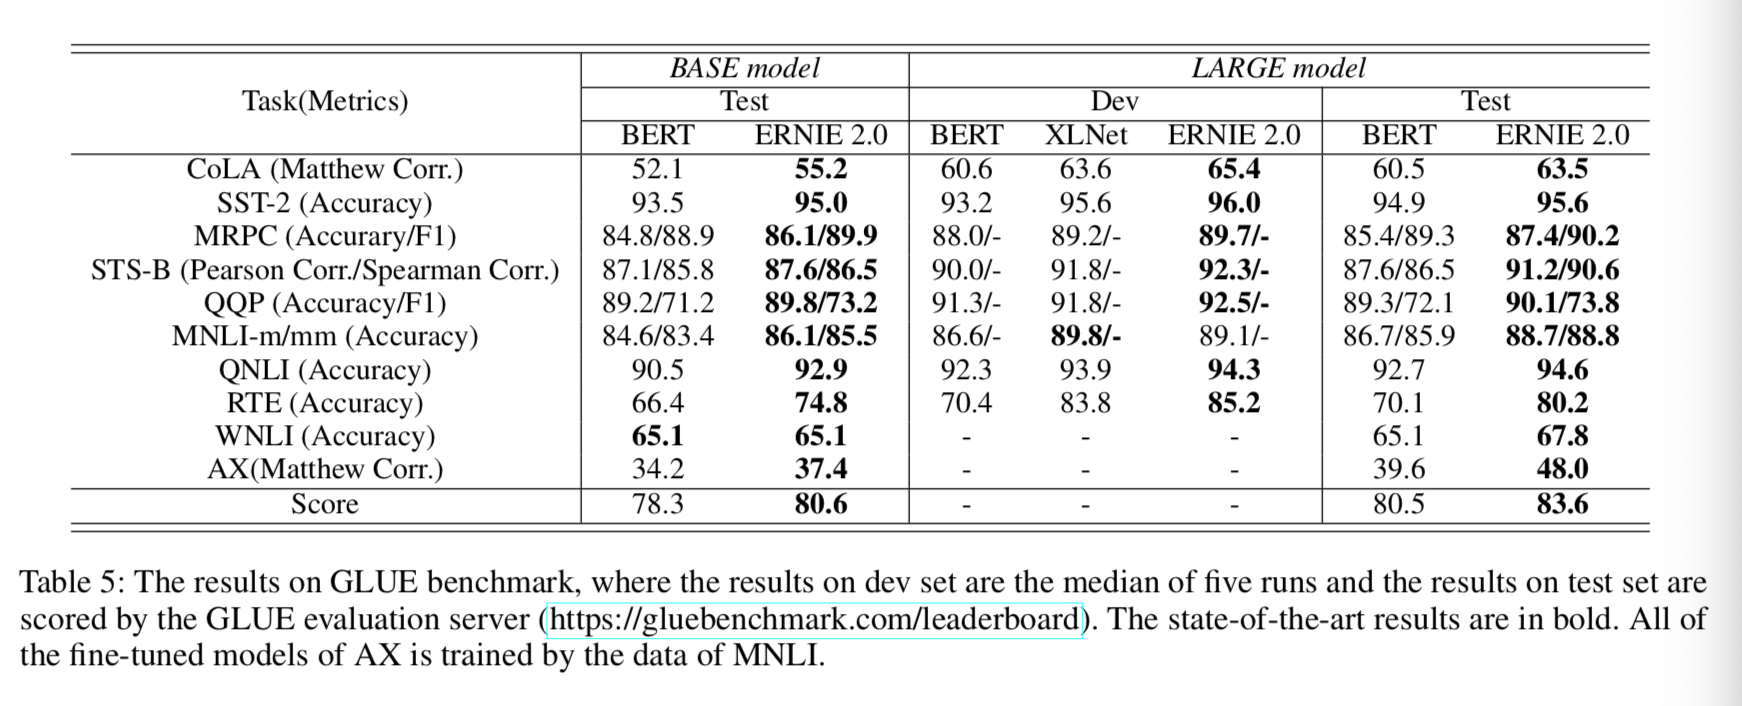 BASE model LARGE model
Task(Metrics) Test Dev Test
BERT ERNIE 2.0 BERT XLNet ERNIE 2.0 BERT ERNIE 2.0
CoLA (Matthew Corr.) 52.1 55.2 60.6 63.6 65.4 60.5 63.5
SST-2 (Accuracy) 93.5 95.0 93.2 95.6 96.0 94.9 95.6
MRPC (Accurary/F1) 84.8/88.9 86.1/89.9 88.0/- 89.2/- 89.7/- 85.4/89.3 87.4/90.2
STS-B (Pearson Corr./Spearman Corr.) 87.1/85.8 87.6/86.5 90.0/- 91.8/- 92.3/- 87.6/86.5 91.2/90.6
QQP (Accuracy/F1) 89.2/71.2 89.8/73.2 91.3/- 91.8/- 92.5/- 89.3/72.1 90.1/73.8
MNLI-m/mm (Accuracy) 84.6/83.4 86.1/85.5 86.6/- 89.8/- 89.1/- 86.7/85.9 88.7/88.8
QNLI (Accuracy) 90.5 92.9 92.3 93.9 94.3 92.7 94.6
RTE (Accuracy) 66.4 74.8 70.4 83.8 85.2 70.1 80.2
WNLI (Accuracy) 65.1 65.1 - - - 65.1 67.8
AX(Matthew Corr.) 34.2 37.4 - - - 39.6 48.0
Score 78.3 80.6 - - - 80.5 83.6
Table 5: The results on GLUE benchmark, where the results on dev set are the median of five runs and the results on test set are
scored by the GLUE evaluation server (https://gluebenchmark.com/leaderboard). The state-of-the-art results are in bold. All of
the fine-tuned models of AX is trained by the data of MNLI.